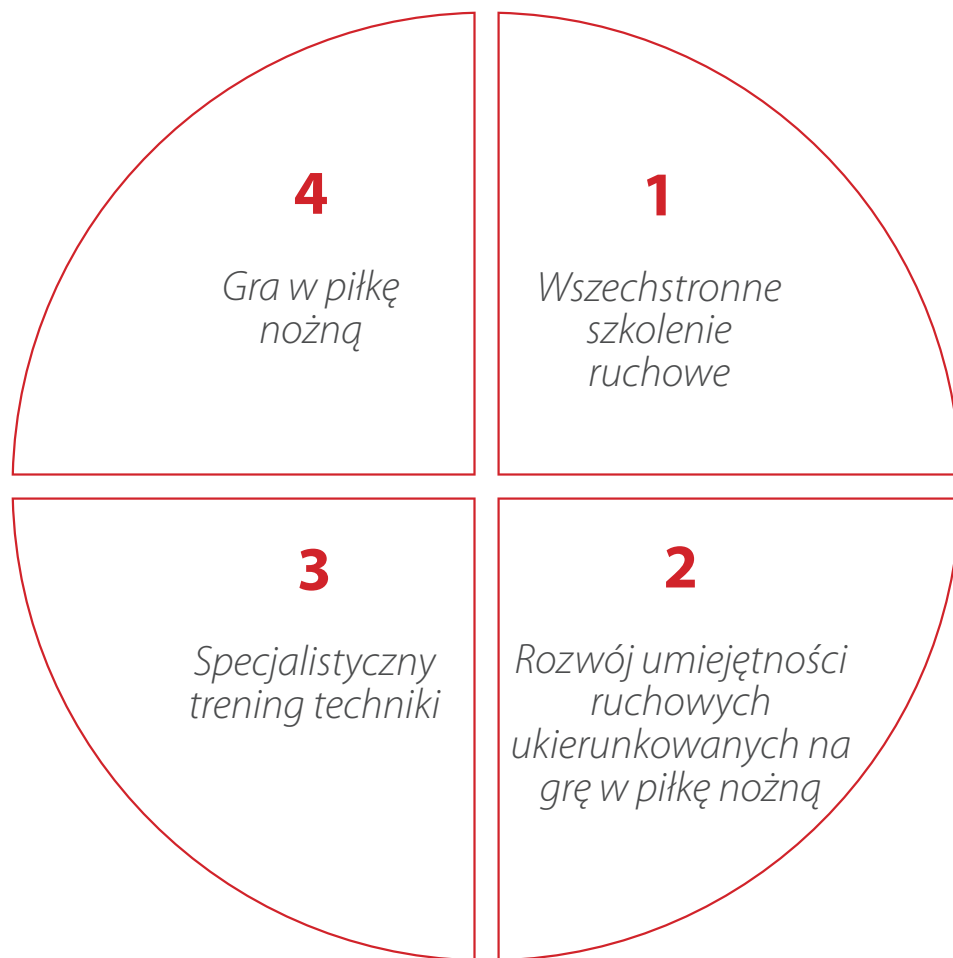 4
Gra w piłkę
nożną
1
Wszechstronne
szkolenie
ruchowe
3
Specjalistyczny
trening techniki
2
Rozwój umiejętności
ruchowych
ukierunkowanych na
grę w piłkę nożną